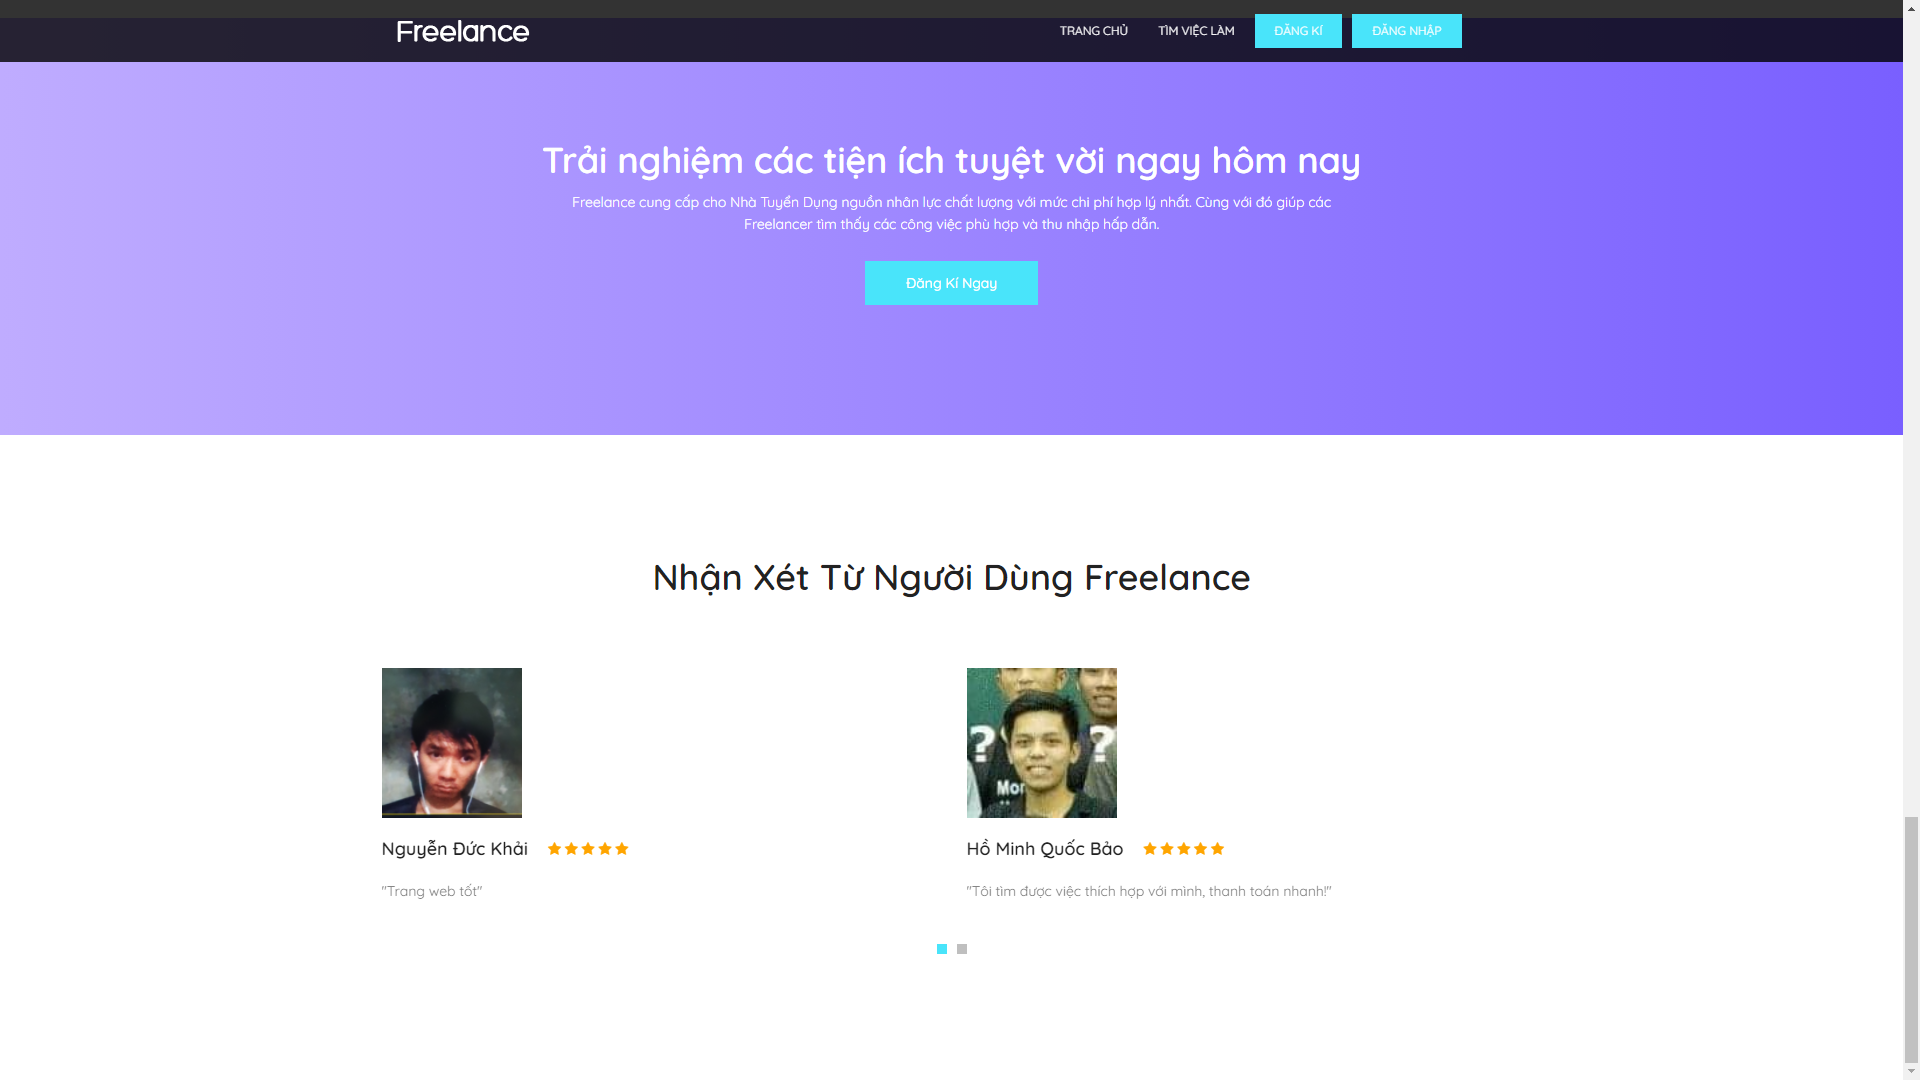 Freelance
TRANG CHỦ
TÌM VIỆC LÀM
ĐĂNG KÍ
ĐĂNG NHẬP
Trải nghiệm các tiện ích tuyệt vời ngay hôm nay
Freelance cung cấp cho Nhà Tuyển Dụng nguồn nhân lực chất lượng với mức chi phí hợp lý nhất. Cùng với đó giúp các
Freelancer tìm thấy các công việc phù hợp và thu nhập hấp dẫn.
Đăng Kí Ngay
Nhận Xét Từ Người Dùng Freelance
? ?
Mor
Nguyễn Đức Khải
"Trang web tốt"
Hồ Minh Quốc Bảo
"Tôi tìm được việc thích hợp với mình, thanh toán nhanh!"